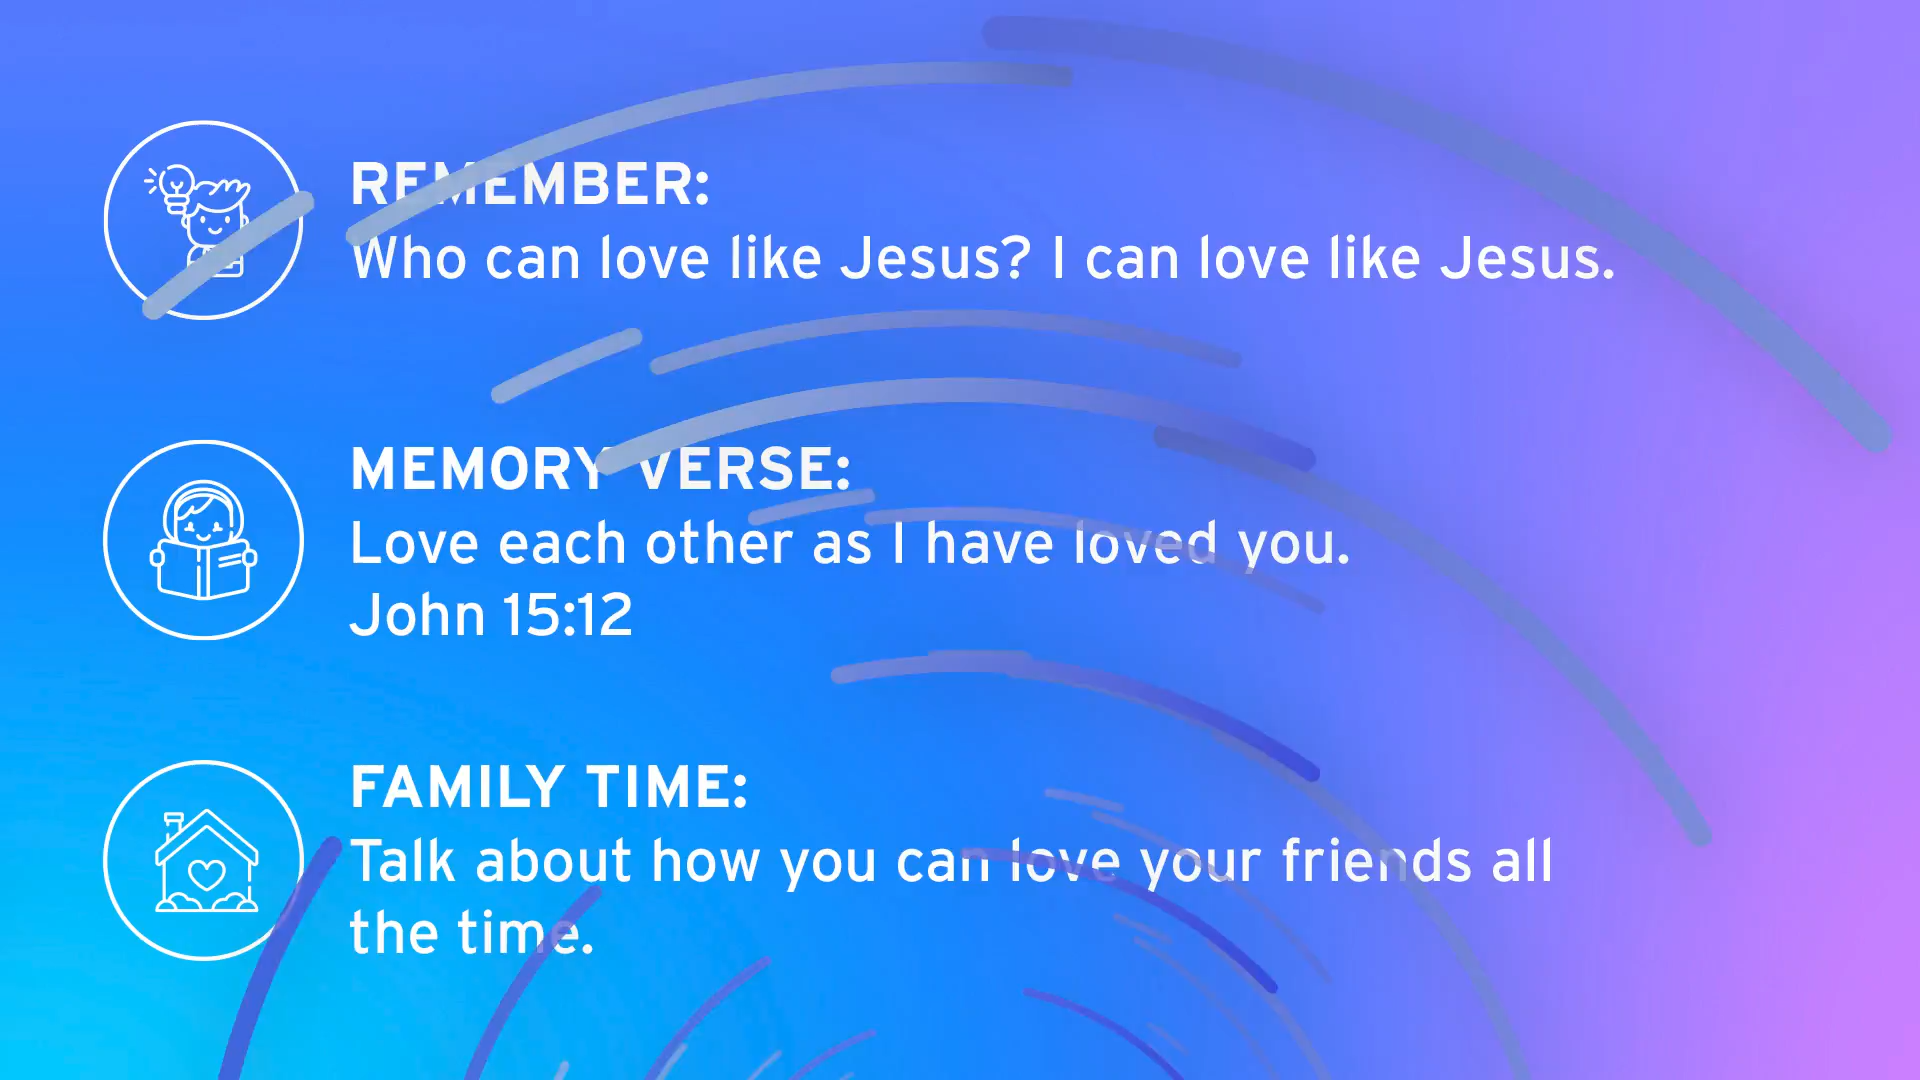 REMEMBER:
Who can love like Jesus? I can love like Jesus.
MEMORY VERSE:
Love each other as I have loved you.
John 15:12
FAMILY TIME:
Talk about how you can love your friends all
the time.